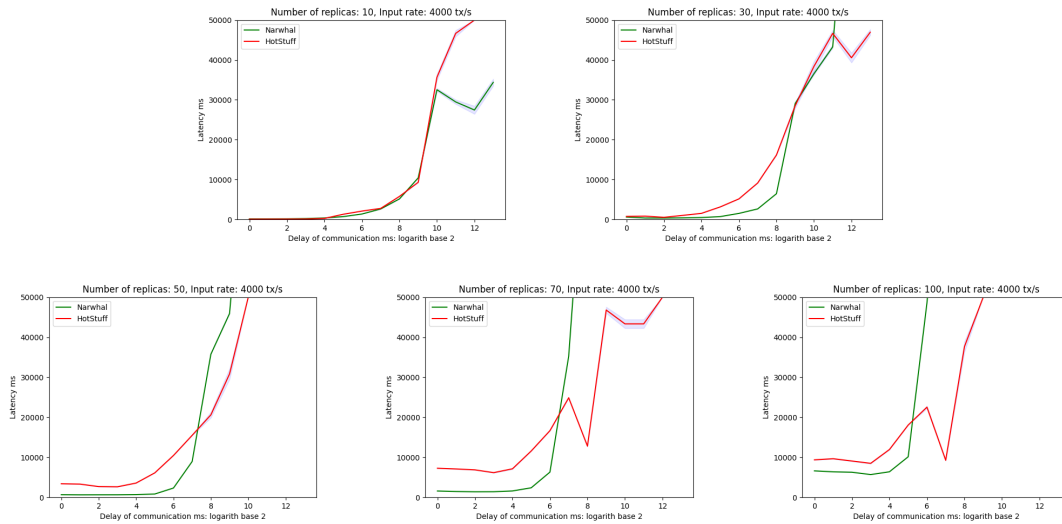 Number of replicas: 10, Input rate: 4000 tx/s
50000
40000
30000
20000
10000
0
Latency ms
Narwhal
HotStuff
0 2 4 6 8 10 12
Delay of communication ms: logarith base 2
Number of replicas: 30, Input rate: 4000 tx/s
50000
40000
30000
20000
10000
0
Latency ms
Narwhal
HotStuff
0 2 4 6 8 10 12
Delay of communication ms: logarith base 2
Number of replicas: 50, Input rate: 4000 tx/s
50000
40000
30000
20000
10000
0
Latency ms
Narwhal
HotStuff
0 2 4 6 8 10 12
Delay of communication ms: logarith base 2
Number of replicas: 70, Input rate: 4000 tx/s
50000
40000
30000
20000
10000
0
Latency ms
Narwhal
HotStuff
0 2 4 6 8 10 12
Delay of communication ms: logarith base 2
Number of replicas: 100, Input rate: 4000 tx/s
50000
40000
30000
20000
10000
0
Latency ms
Narwhal
HotStuff
0 2 4 6 8 10 12
Delay of communication ms: logarith base 2